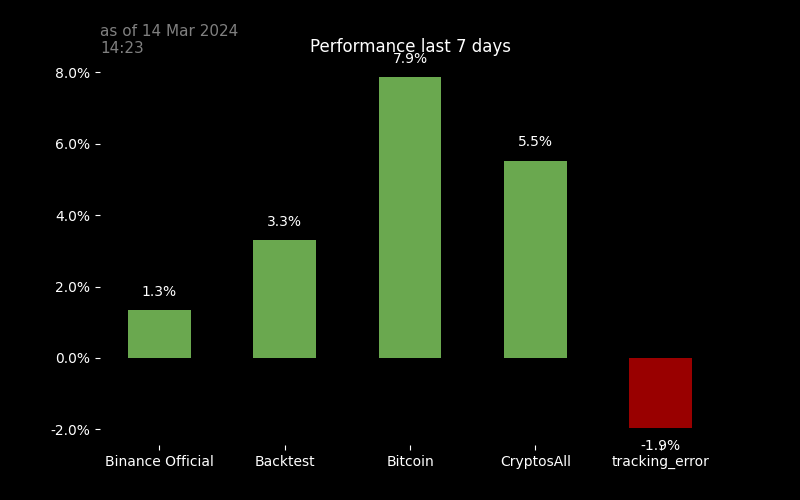 as of 14 Mar 2024
14:23
Performance last 7 days
8.0%
6.0%
4.0%
2.0%
0.0%
-2.0%
1.3%
3.3%
7.9%
5.5%
-1.9%
Binance Official
Backtest
Bitcoin
CryptosAll
tracking_error